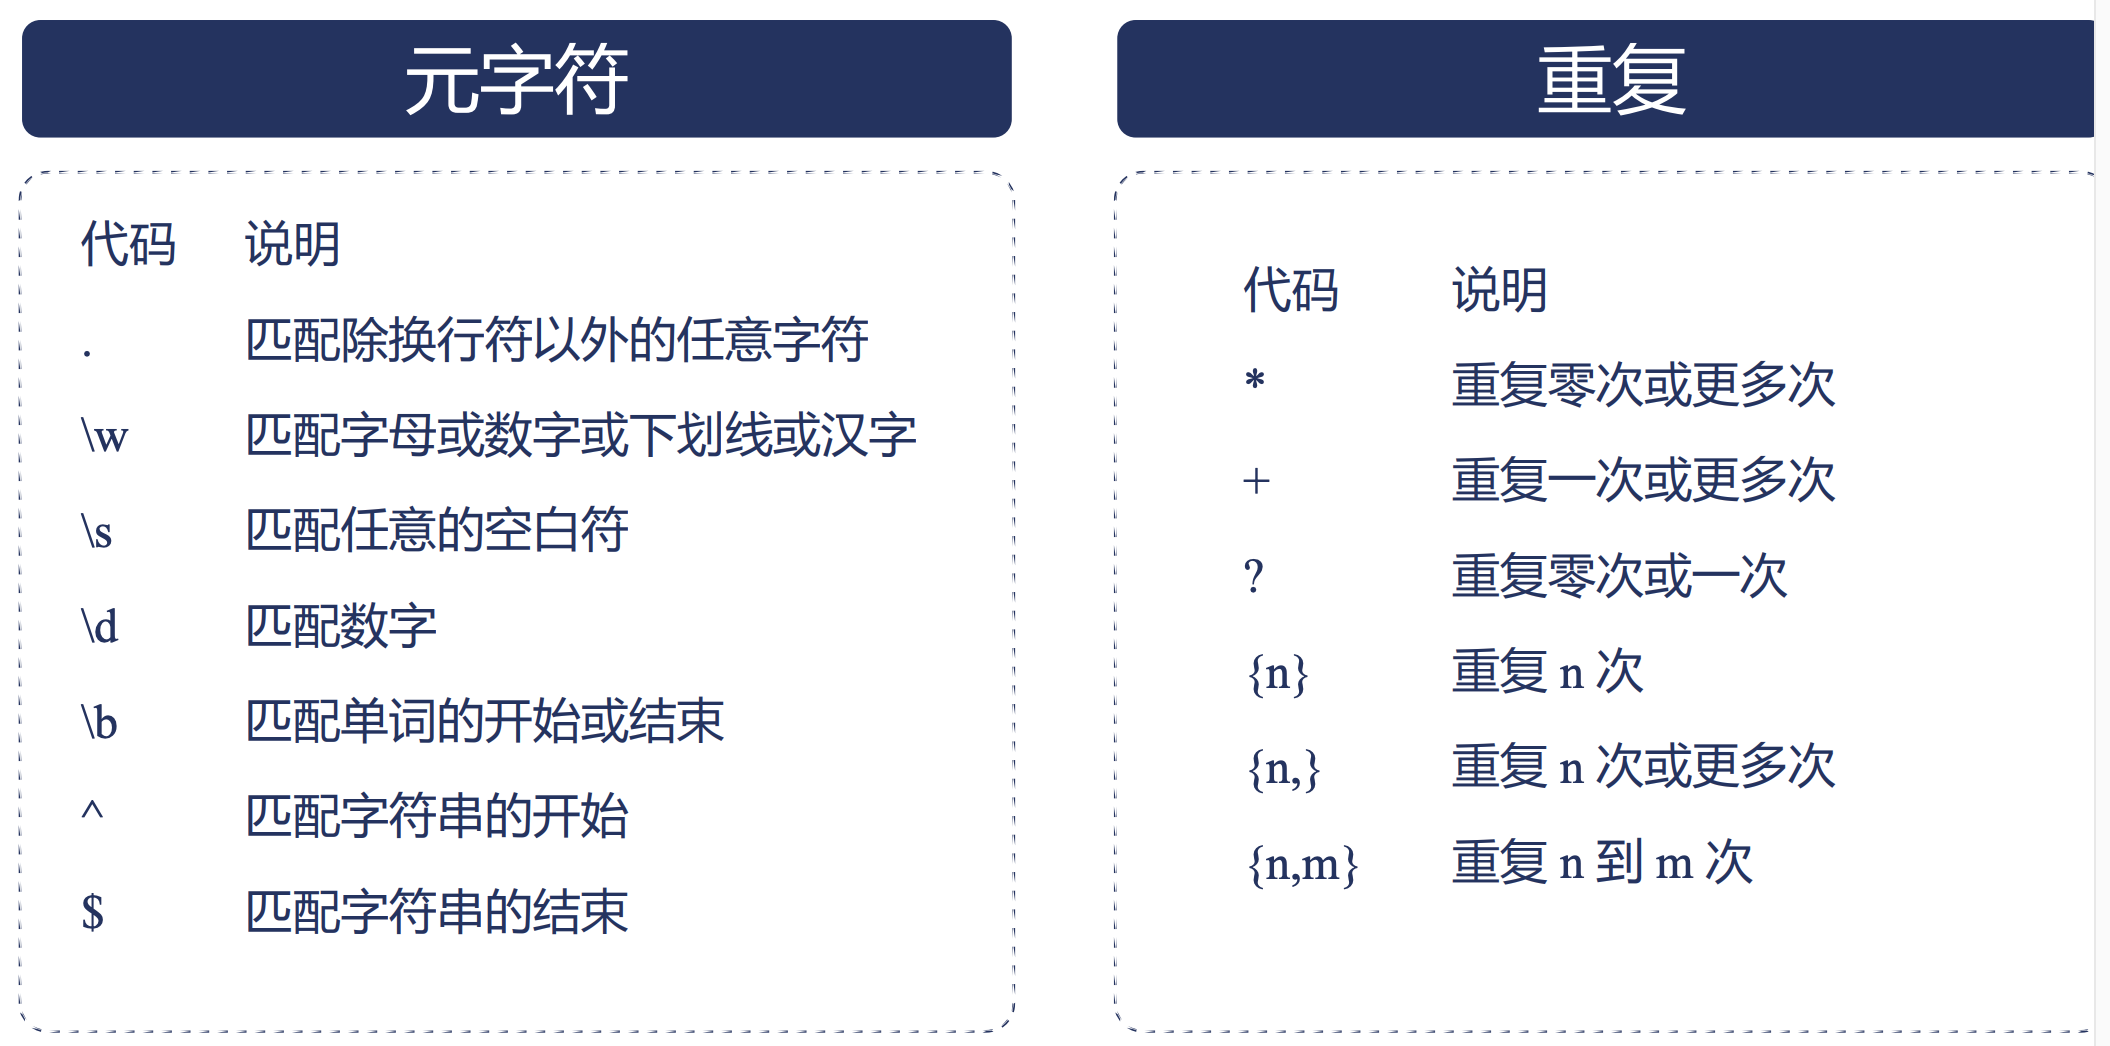 元字符
代码 说明
. 匹配除换行符以外的任意字符
\w 匹配字母或数字或下划线或汉字
\s 匹配任意的空白符
\d 匹配数字
\b 匹配单词的开始或结束
^ 匹配字符串的开始
$ 匹配字符串的结束
重复
代码 说明
* 重复零次或更多次
+ 重复一次或更多次
? 重复零次或一次
{n} 重复 n 次
{n,} 重复 n 次或更多次
{n,m} 重复 n 到 m 次